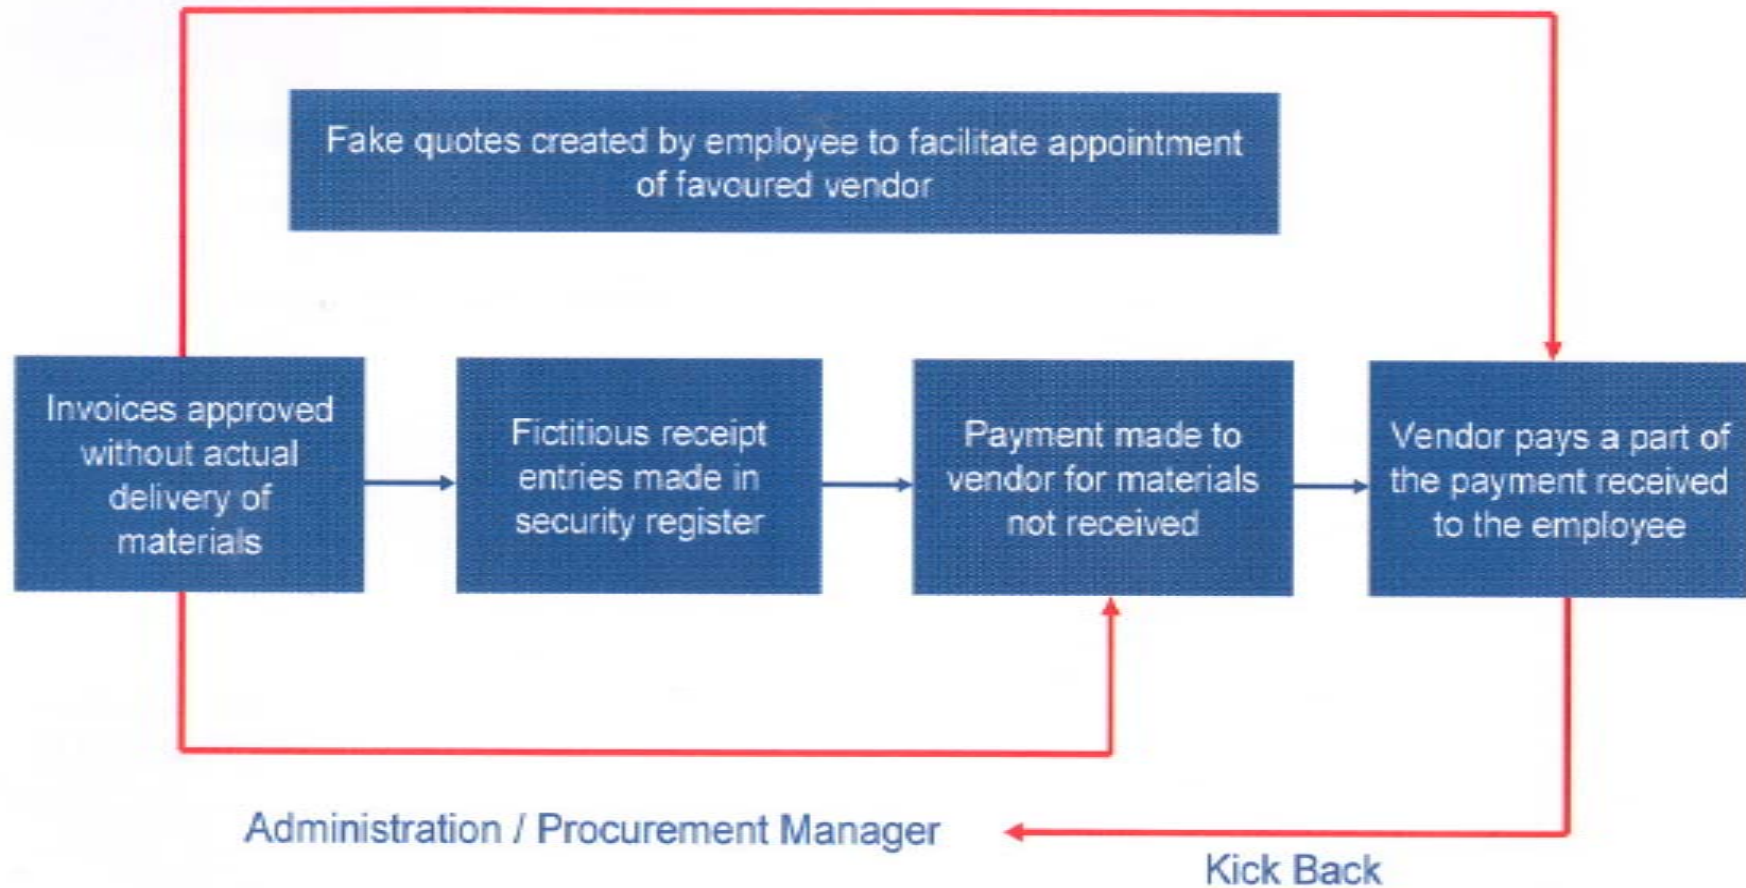 Fake quotes created by employee to facilitate appointment
of favoured vendor
Invoices approved
without actual
delivery of
materials
Fictitious receipt
entries made in
security register
Payment made to
vendor for materials
not received
Vendor pays a part of
the payment received
to the employee
Administration / Procurement Manager
Kick Back